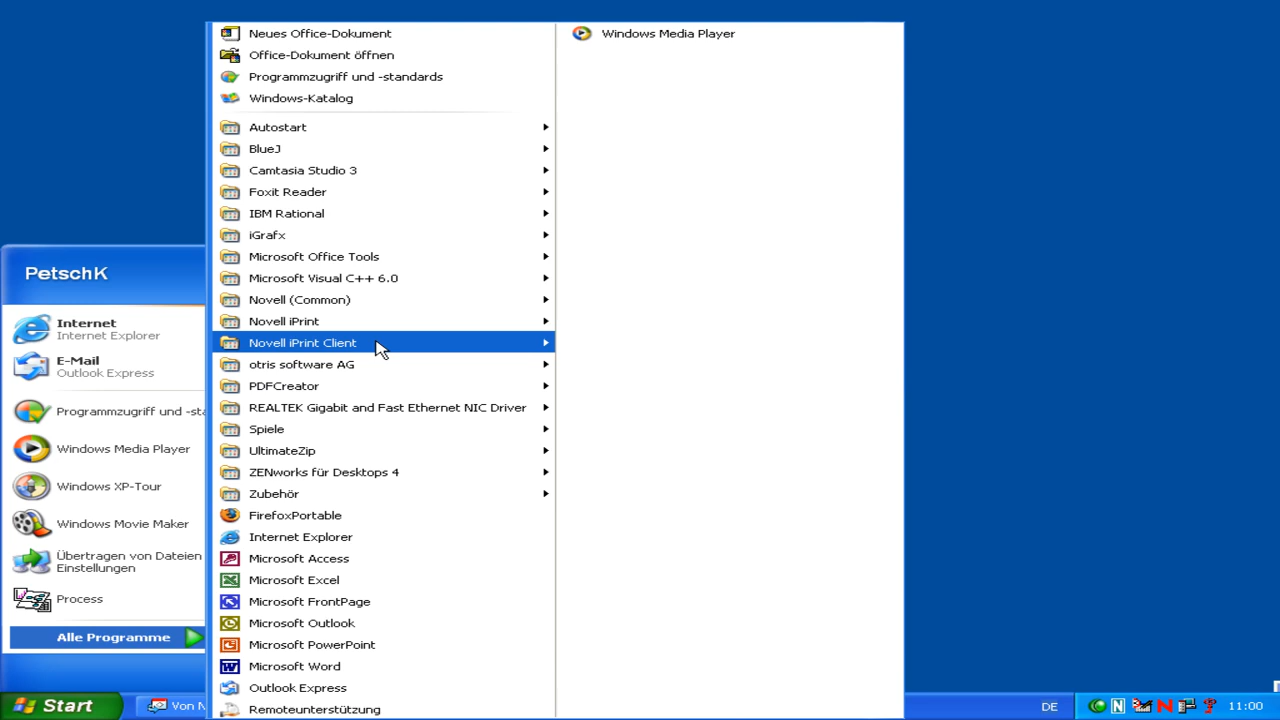 Neues Office-Dokument
Office-Dokument öffnen
Programmzugriff und -standards
Windows-Katalog
Autostart
BlueJ
Camtasia Studio 3
Foxit Reader
IBM Rational
iGrafx
Microsoft Office Tools
Microsoft Visual C++ 6.0
Novell (Common)
Novell iPrint
Novell iPrint Client
otris software AG
PDFCreator
REALTEK Gigabit and Fast Ethernet NIC Driver
Spiele
UltimateZip
ZENworks für Desktops 4
Zubehör
FirefoxPortable
Internet Explorer
Microsoft Access
Microsoft Excel
Microsoft FrontPage
Microsoft Outlook
Microsoft PowerPoint
Microsoft Word
Outlook Express
Remoteunterstützung
Windows Media Player
PetschK
Internet
Internet Explorer
E-Mail
Outlook Express
Programmzugriff und -sta
Windows Media Player
Windows XP-Tour
Windows Movie Maker
Übertragen von Dateien
Einstellungen
Process
Alle Programme
Start
Von N
DE
11:00